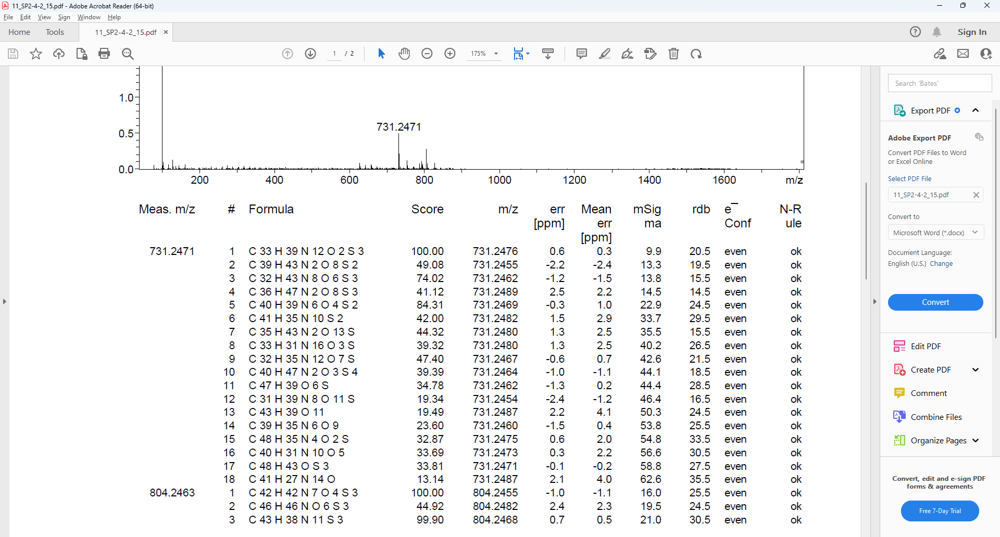 11_SP2-4-2_15.pdf - Adobe Acrobat Reader (64-bit)
File Edit View Sign Window Help
Home Tools 11_SP2-4-2_15.pdf × Sign In
1 / 2 175%
1.0
0.5
0.0
731.2471
200 400 600 800 1000 1200 1400 1600 m/z
Meas. m/z # Formula Score m/z err Mean mSig rdb e¯ N-R
[ppm] err ma Conf ule
[ppm]
731.2471 1 C 33 H 39 N 12 O 2 S 3 100.00 731.2476 0.6 0.3 9.9 20.5 even ok
2 C 39 H 43 N 2 O 8 S 2 49.08 731.2455 -2.2 -2.4 13.3 19.5 even ok
3 C 32 H 43 N 8 O 6 S 3 74.02 731.2462 -1.2 -1.5 13.8 15.5 even ok
4 C 36 H 47 N 2 O 8 S 3 41.12 731.2489 2.5 2.2 14.5 14.5 even ok
5 C 40 H 39 N 6 O 4 S 2 84.31 731.2469 -0.3 1.0 22.9 24.5 even ok
6 C 41 H 35 N 10 S 2 42.00 731.2482 1.5 2.9 33.7 29.5 even ok
7 C 35 H 43 N 2 O 13 S 44.32 731.2480 1.3 2.5 35.5 15.5 even ok
8 C 33 H 31 N 16 O 3 S 39.32 731.2480 1.3 2.5 40.2 26.5 even ok
9 C 32 H 35 N 12 O 7 S 47.40 731.2467 -0.6 0.7 42.6 21.5 even ok
10 C 40 H 47 N 2 O 3 S 4 39.39 731.2464 -1.0 -1.1 44.1 18.5 even ok
11 C 47 H 39 O 6 S 34.78 731.2462 -1.3 0.2 44.4 28.5 even ok
12 C 31 H 39 N 8 O 11 S 19.34 731.2454 -2.4 -1.2 46.4 16.5 even ok
13 C 43 H 39 O 11 19.49 731.2487 2.2 4.1 50.3 24.5 even ok
14 C 39 H 35 N 6 O 9 23.60 731.2460 -1.5 0.4 53.8 25.5 even ok
15 C 48 H 35 N 4 O 2 S 32.87 731.2475 0.6 2.0 54.8 33.5 even ok
16 C 40 H 31 N 10 O 5 33.69 731.2473 0.3 2.2 56.6 30.5 even ok
17 C 48 H 43 O S 3 33.81 731.2471 -0.1 -0.2 58.8 27.5 even ok
18 C 41 H 27 N 14 O 13.14 731.2487 2.1 4.0 62.6 35.5 even ok
804.2463 1 C 42 H 42 N 7 O 4 S 3 100.00 804.2455 -1.0 -1.1 16.0 25.5 even ok
2 C 46 H 46 N O 6 S 3 44.92 804.2482 2.4 2.3 19.5 24.5 even ok
3 C 43 H 38 N 11 S 3 99.90 804.2468 0.7 0.5 21.0 30.5 even ok
Search 'Bates'
Export PDF
Adobe Export PDF
Convert PDF Files to Word
or Excel Online
Select PDF File
11_SP2-4-2_15.pdf
Convert to
Microsoft Word (*.docx)
Document Language:
English (U.S.) Change
Convert
Edit PDF
Create PDF
Comment
Combine Files
Organize Pages
Convert, edit and e-sign PDF
forms & agreements
Free 7-Day Trial